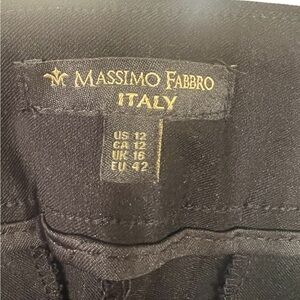 MASSIMO FABBRO
ITALY
US 12
CA 12
UK 16
EU 42